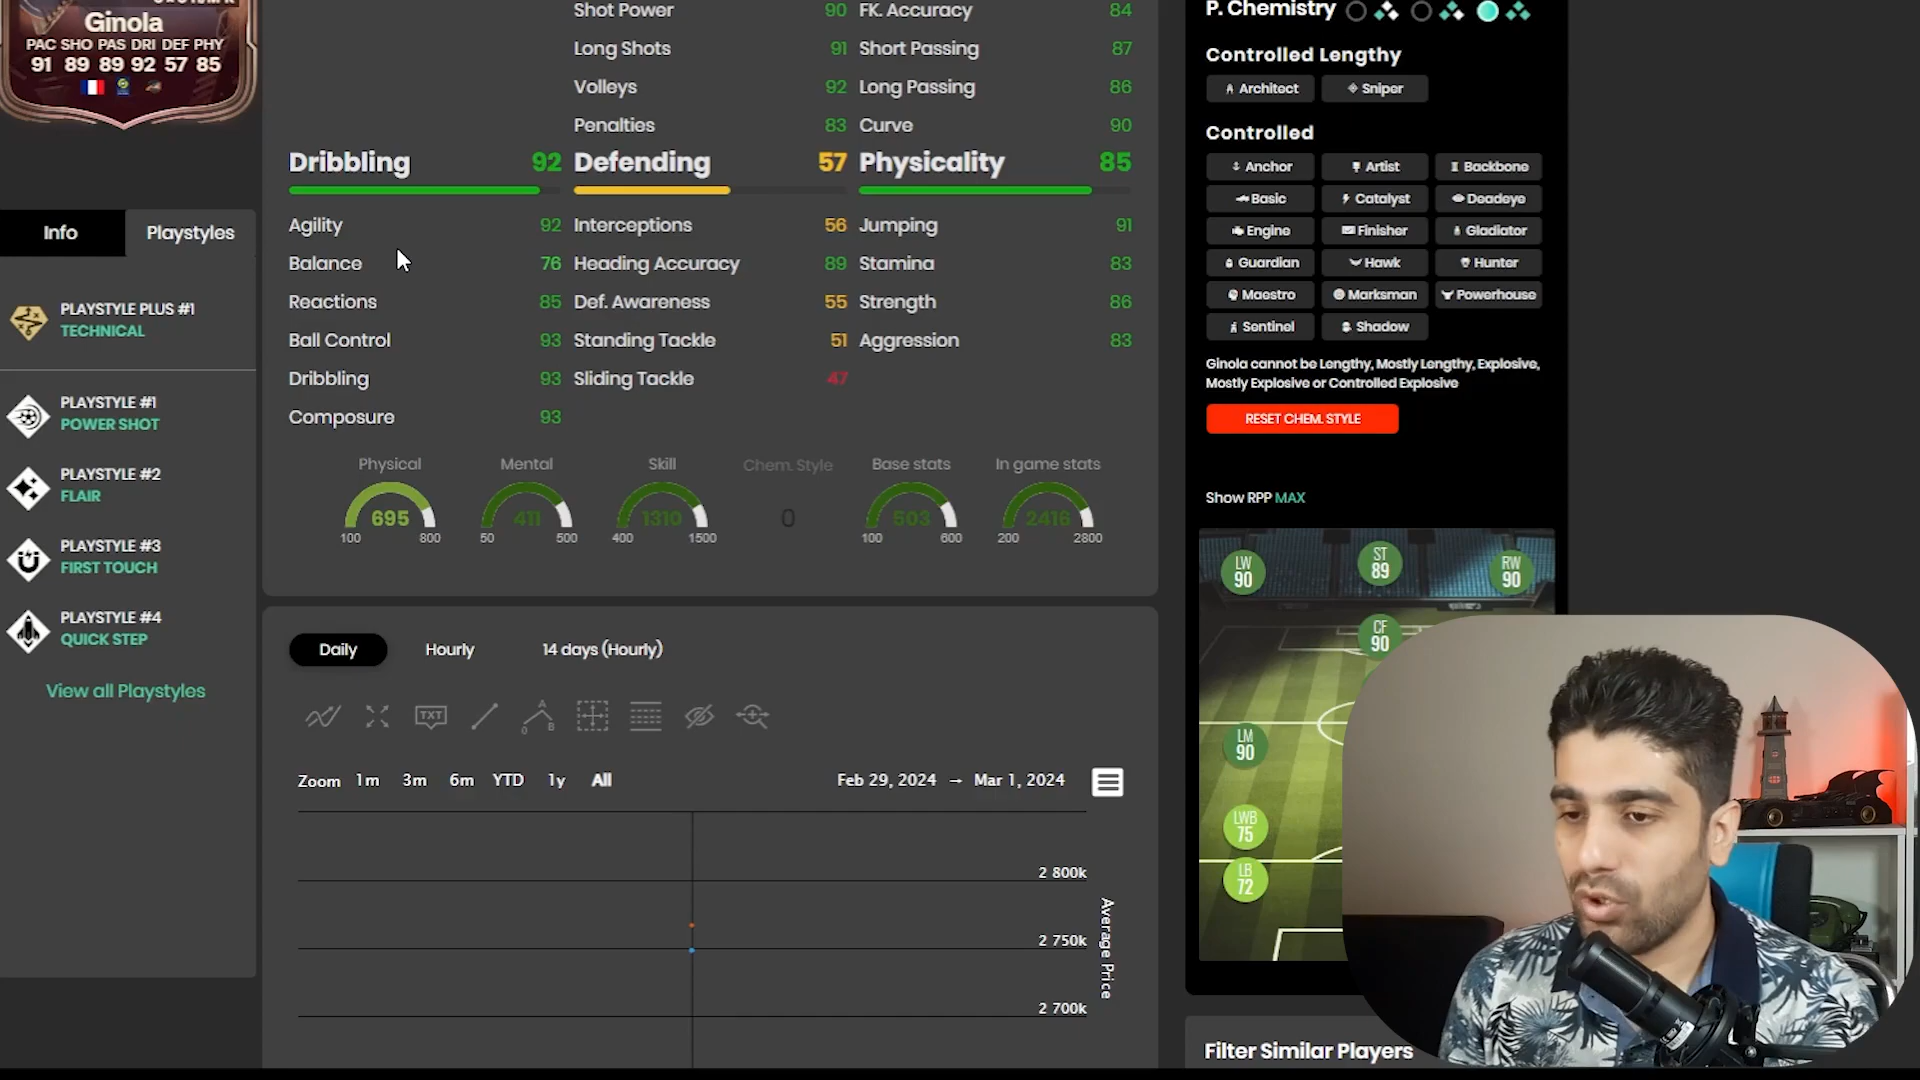 Ginola
PAC SHO PAS DRI DEF PHY
91 89 89 92 57 85
Info
Playstyles
PLAYSTYLE PLUS #1
TECHNICAL
PLAYSTYLE #1
POWER SHOT
PLAYSTYLE #2
FLAIR
PLAYSTYLE #3
FIRST TOUCH
PLAYSTYLE #4
QUICK STEP
View all Playstyles
Shot Power 90 FK. Accuracy 84
Long Shots 91 Short Passing 87
Volleys 92 Long Passing 86
Penalties 83 Curve 90
Dribbling 92 Defending 57 Physicality 85
Agility 92 Interceptions 56 Jumping 91
Balance 76 Heading Accuracy 89 Stamina 83
Reactions 85 Def. Awareness 55 Strength 86
Ball Control 93 Standing Tackle 51 Aggression 83
Dribbling 93 Sliding Tackle 47
Composure 93
Physical Mental Skill Chem. Style Base stats In game stats
695 411 1310 0 503 2416
100 800 50 500 400 1500 100 600 200 2800
Daily Hourly 14 days (Hourly)
TXT
A
0 B
Zoom 1m 3m 6m YTD 1y All Feb 29, 2024 → Mar 1, 2024
2 800k
2 750k
2 700k
Average Price
P. Chemistry
Controlled Lengthy
Architect Sniper
Controlled
Anchor Artist Backbone
Basic Catalyst Deadeye
Engine Finisher Gladiator
Guardian Hawk Hunter
Maestro Marksman Powerhouse
Sentinel Shadow
Ginola cannot be Lengthy, Mostly Lengthy, Explosive,
Mostly Explosive or Controlled Explosive
RESET CHEM. STYLE
Show RPP MAX
LW
90
ST
89
RW
90
CF
90
LM
90
LWB
75
LB
72
Filter Similar Players